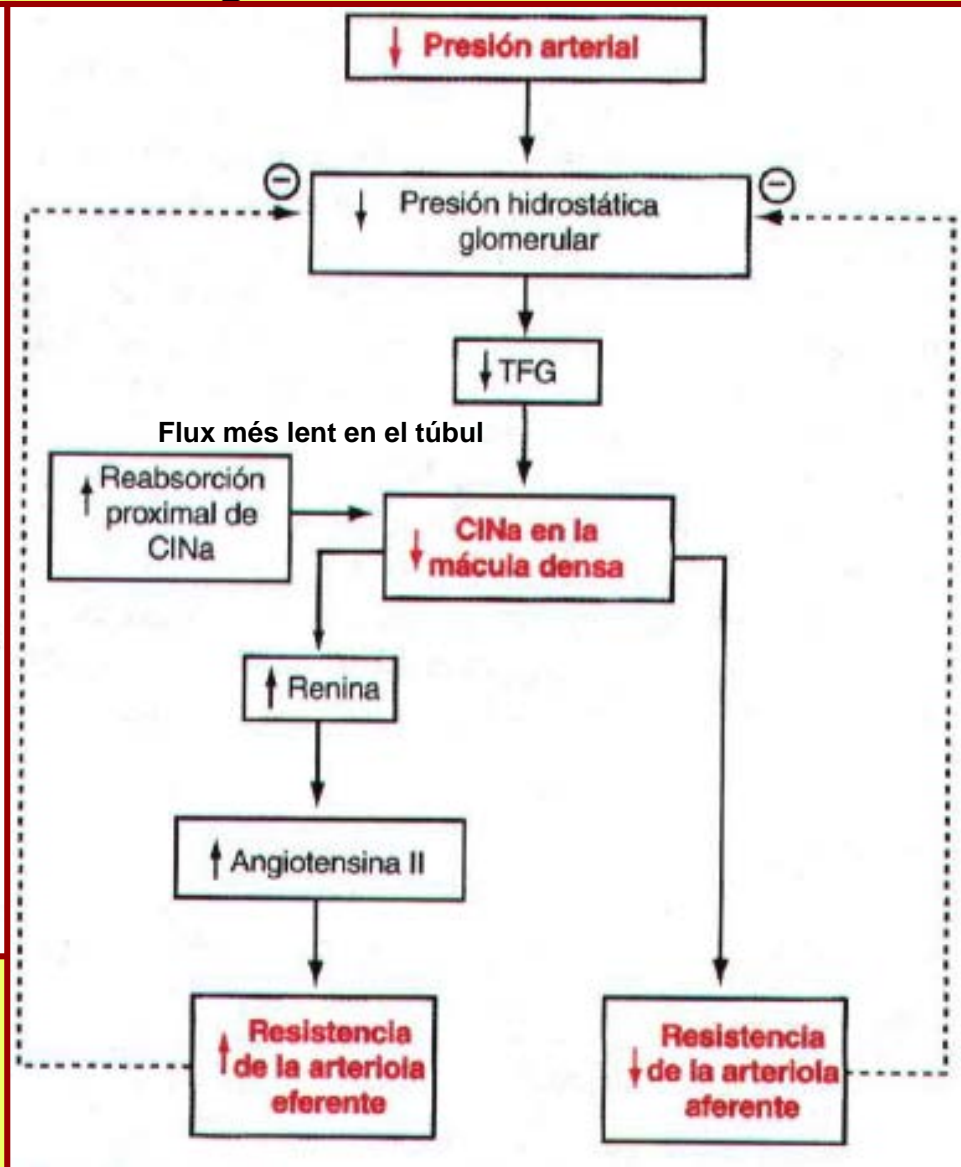 ↓ Presión arterial
⊖
⊖
↓ Presión hidrostática
glomerular
↓ TFG
Flux més lent en el túbul
↑ Reabsorción
proximal de
ClNa
↓ ClNa en la
mácula densa
↑ Renina
↑ Angiotensina II
↑ Resistencia
de la arteriola
eferente
↓ Resistencia
de la arteriola
aferente